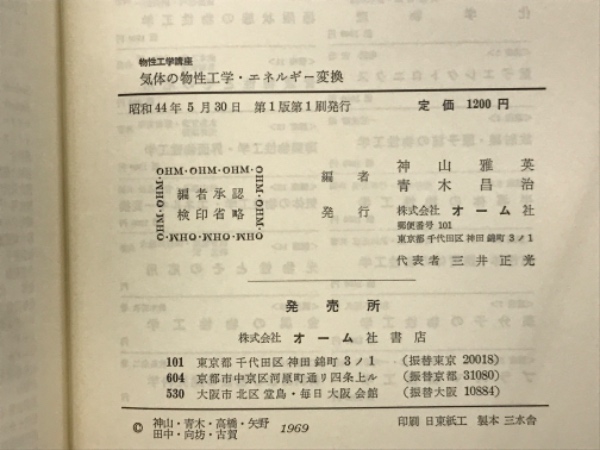 物性工学講座
気体の物性工学・エネルギー変換
昭和44年5月30日 第1版第1刷発行 定価 1200円
OHM・OHM・OHM・OHM・OHM・OHM・OHM・OHM・OHM・OHM・OHM・OHM
編者承認
検印省略
編者 神山雅英
青木昌治
発行 株式会社 オーム社
郵便番号 101
東京都千代田区神田錦町3ノ1
代表者 三井正光
発売所
株式会社 オーム社書店
101 東京都千代田区神田錦町3ノ1 (振替東京 20018)
604 京都市中京区河原町通り四条上ル (振替京都 31080)
530 大阪市北区堂島・毎日大阪会館 (振替大阪 10884)
© 神山・青木・高橋・矢野
田中・向坊・古賀 1969
印刷 日東紙工 製本 三水舎